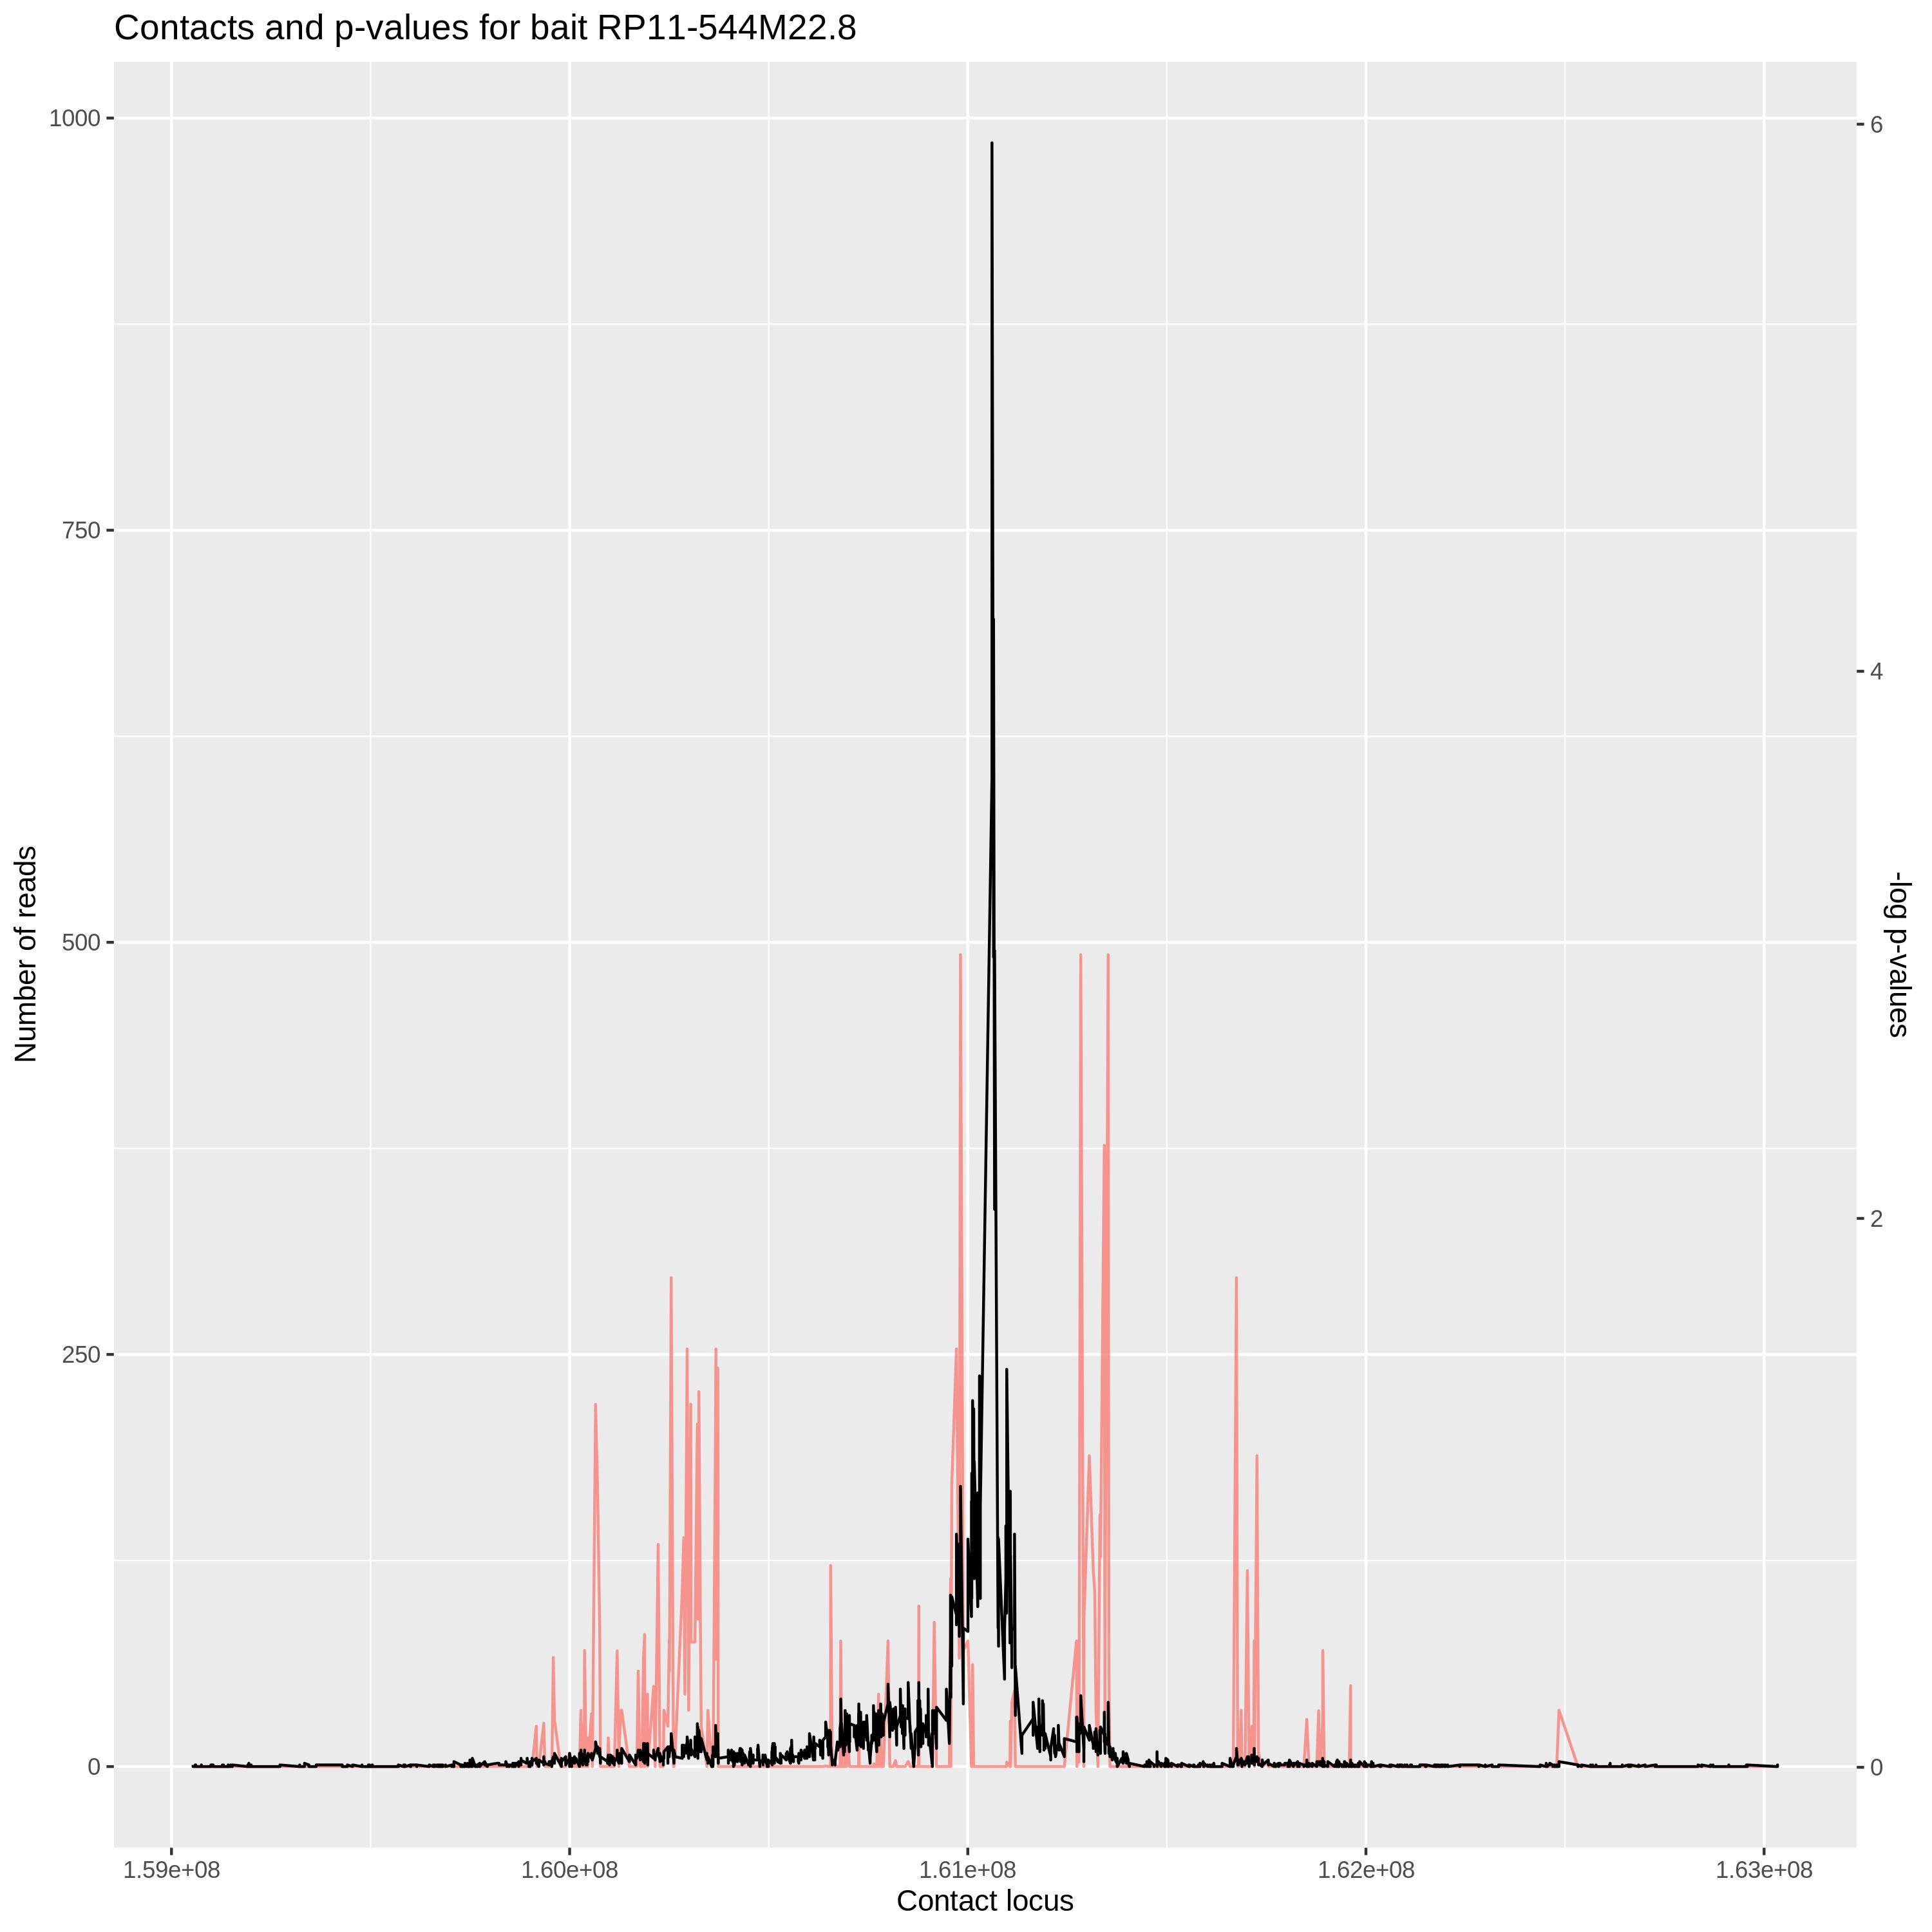 Contacts and p-values for bait RP11-544M22.8
1000
750
500
250
0
Number of reads
6
4
2
0
-log p-values
1.59e+08
1.60e+08
1.61e+08
1.62e+08
1.63e+08
Contact locus